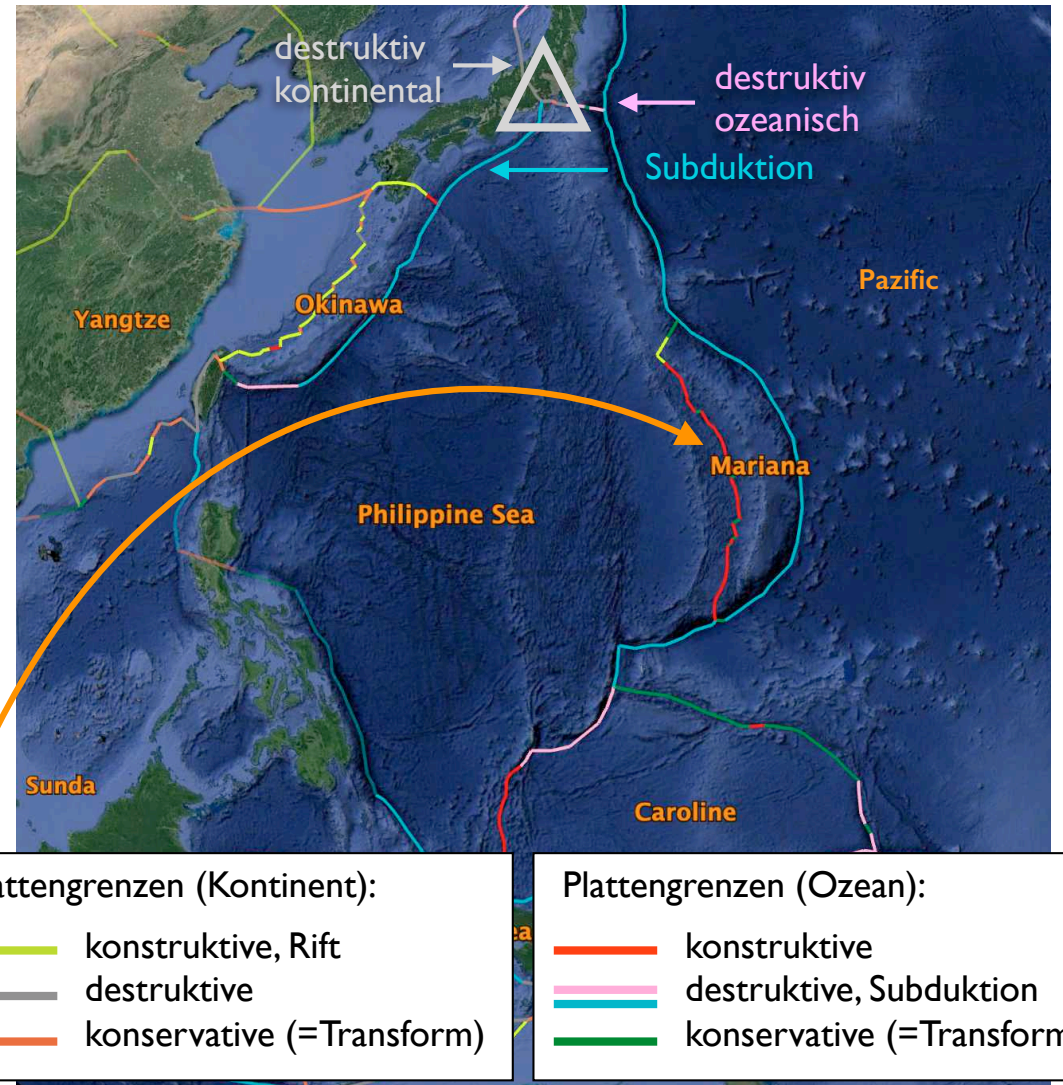 destruktiv
kontinental
destruktiv
ozeanisch
Subduktion
Pazific
Okinawa
Yangtze
Mariana
Philippine Sea
Sunda
Caroline
ea
attengrenzen (Kontinent):
konstruktive, Rift
destruktive
konservative (=Transform)
Plattengrenzen (Ozean):
konstruktive
destruktive, Subduktion
konservative (=Transform